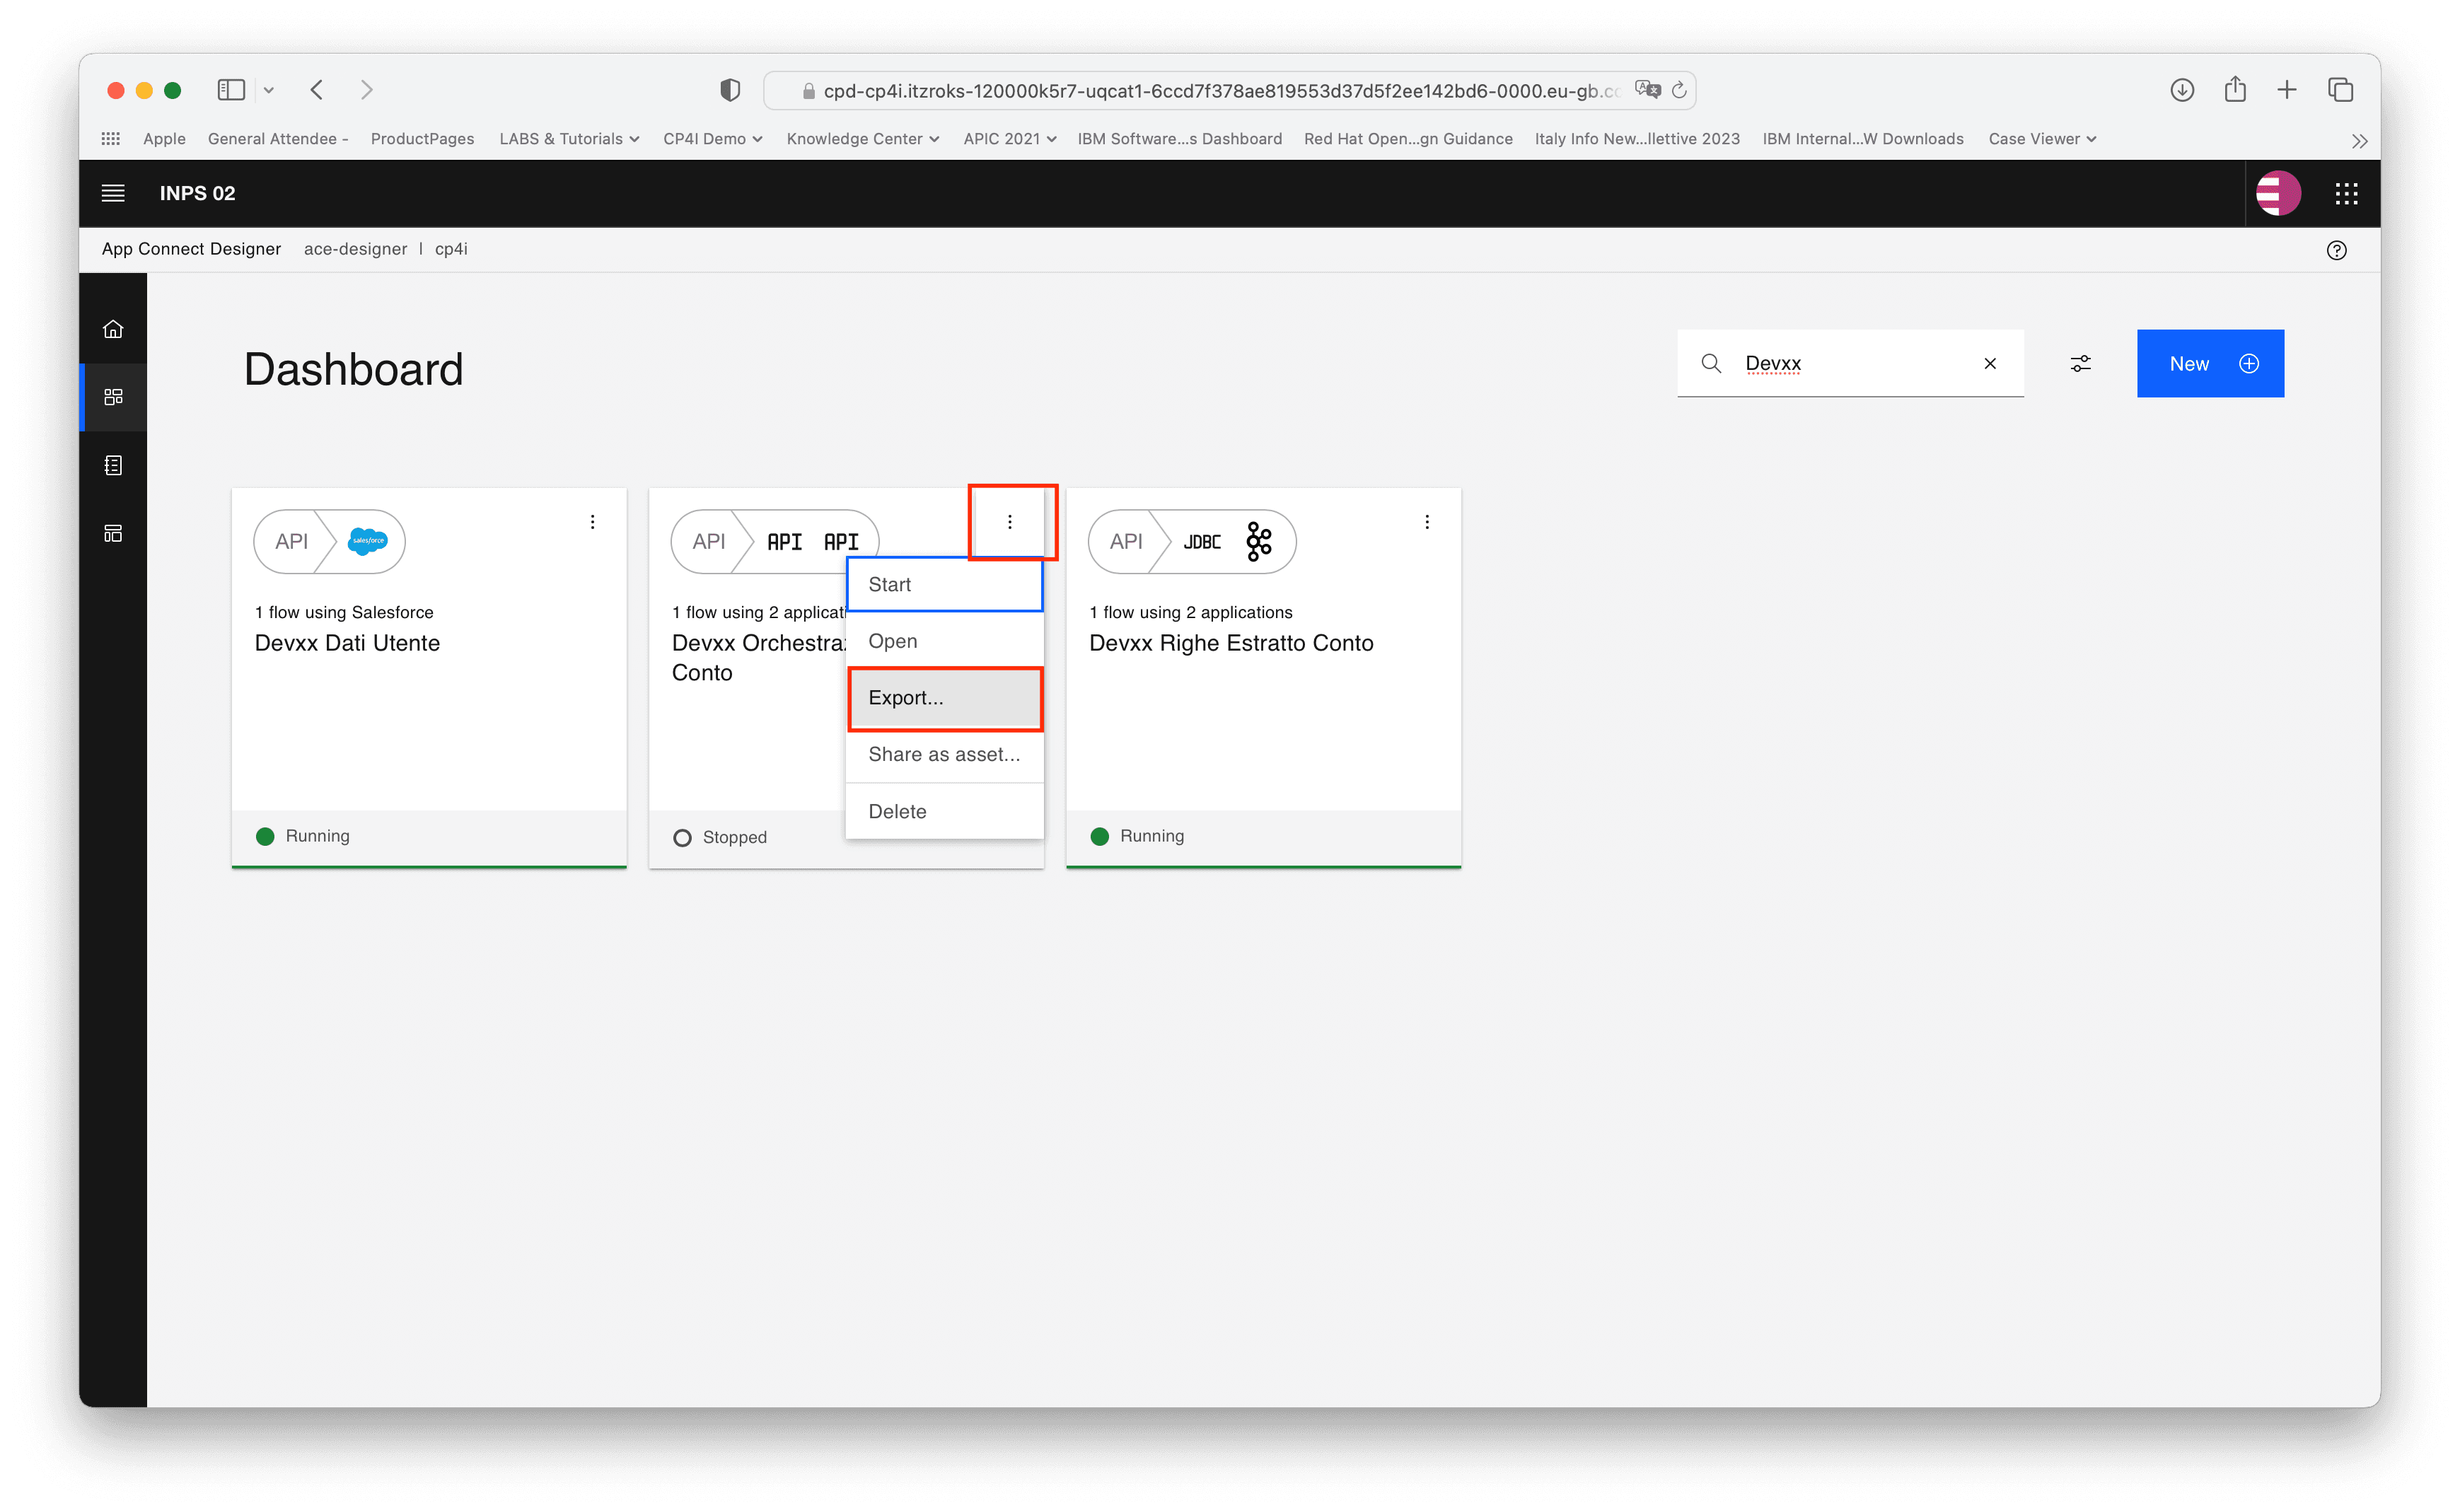 cpd-cp4i.itzroks-120000k5r7-uqcat1-6ccd7f378ae819553d37d5f2ee142bd6-0000.eu-gb.cc
Apple General Attendee - ProductPages LABS & Tutorials CP4I Demo Knowledge Center APIC 2021 IBM Software...s Dashboard Red Hat Open...gn Guidance Italy Info New...llettive 2023 IBM Internal...W Downloads Case Viewer
INPS 02
App Connect Designer ace-designer | cp4i
Dashboard
Devxx
New
API salesforce
1 flow using Salesforce
Devxx Dati Utente
Running
API API API
1 flow using 2 applicati
Devxx Orchestra
Conto
Stopped
Start
Open
Export...
Share as asset...
Delete
API JDBC
1 flow using 2 applications
Devxx Righe Estratto Conto
Running